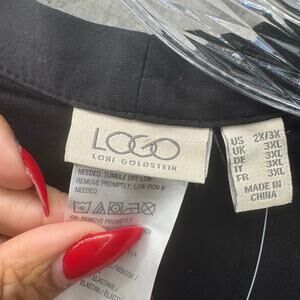 LOGO
LORI GOLDSTEIN
US 2X/3X
UK 3XL
DE 3XL
IT 3XL
FR 3XL
MADE IN
CHINA
NEEDED. TUMBLE DRY LOW
REMOVE PROMPTLY, LOW IRON IF
NEEDED.